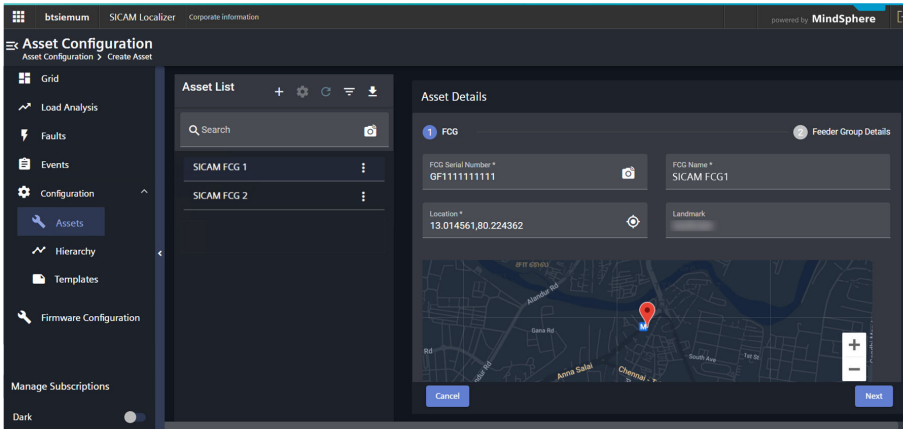 btsiemum SICAM Localizer Corporate information powered by MindSphere
Asset Configuration
Asset Configuration > Create Asset
Grid
Load Analysis
Faults
Events
Configuration
Assets
Hierarchy
Templates
Firmware Configuration
Manage Subscriptions
Dark
Asset List
Search
SICAM FCG 1
SICAM FCG 2
Asset Details
1 FCG
2 Feeder Group Details
FCG Serial Number *
GF1111111111
FCG Name *
SICAM FCG1
Location *
13.014561,80.224362
Landmark
Alandur Rd
Gana Rd
M
Rd
South Ave
1st St
Anna Salai
Chennai -
Cancel
Next